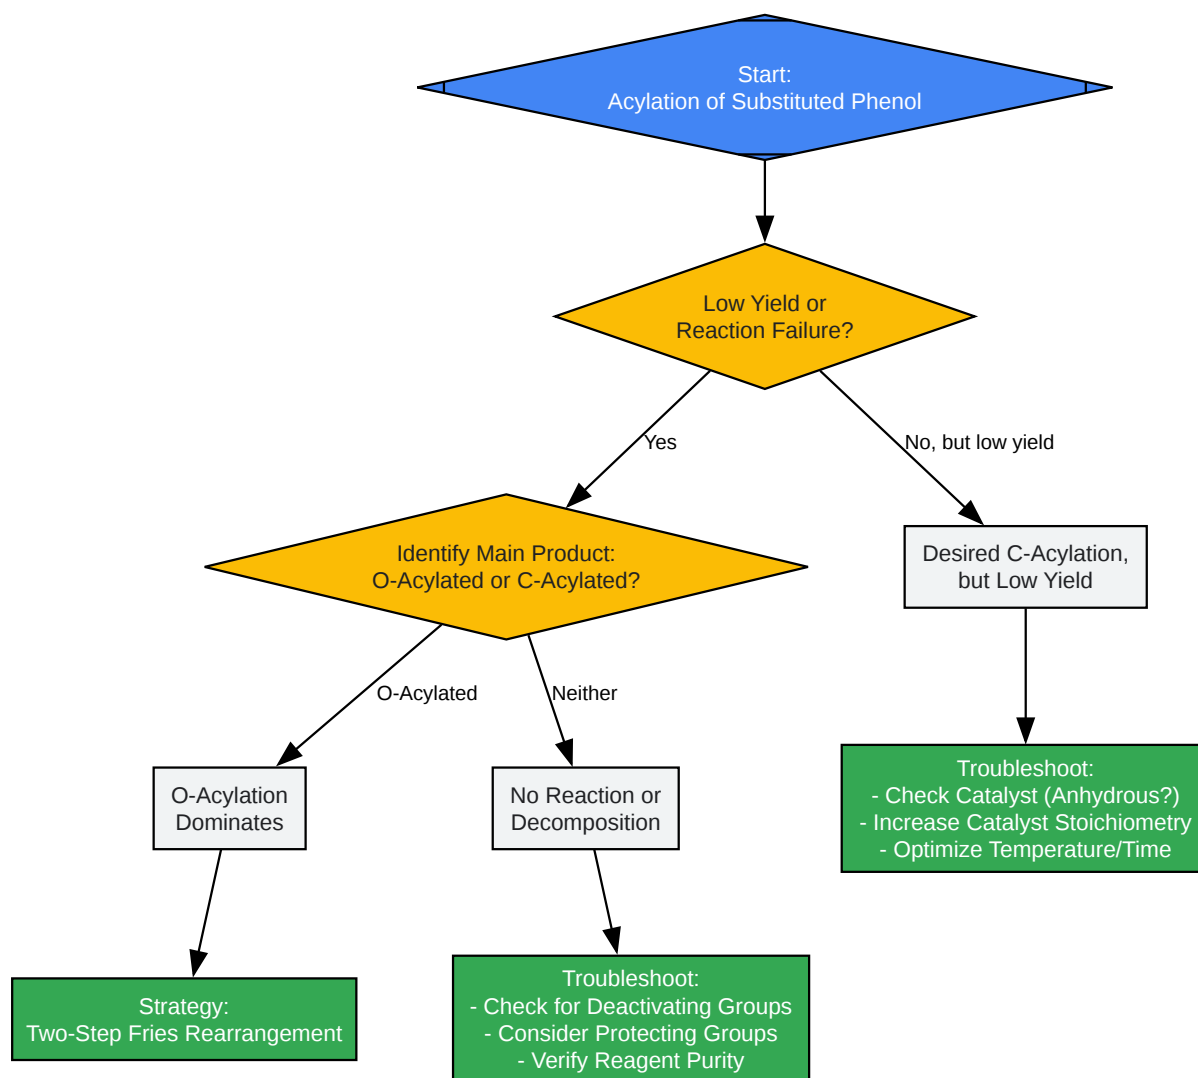 Start:
Acylation of Substituted Phenol
Low Yield or
Reaction Failure?
Yes
No, but low yield
Identify Main Product:
O-Acylated or C-Acylated?
Desired C-Acylation,
but Low Yield
O-Acylated
Neither
O-Acylation
Dominates
No Reaction or
Decomposition
Troubleshoot:
- Check Catalyst (Anhydrous?)
- Increase Catalyst Stoichiometry
- Optimize Temperature/Time
Strategy:
Two-Step Fries Rearrangement
Troubleshoot:
- Check for Deactivating Groups
- Consider Protecting Groups
- Verify Reagent Purity